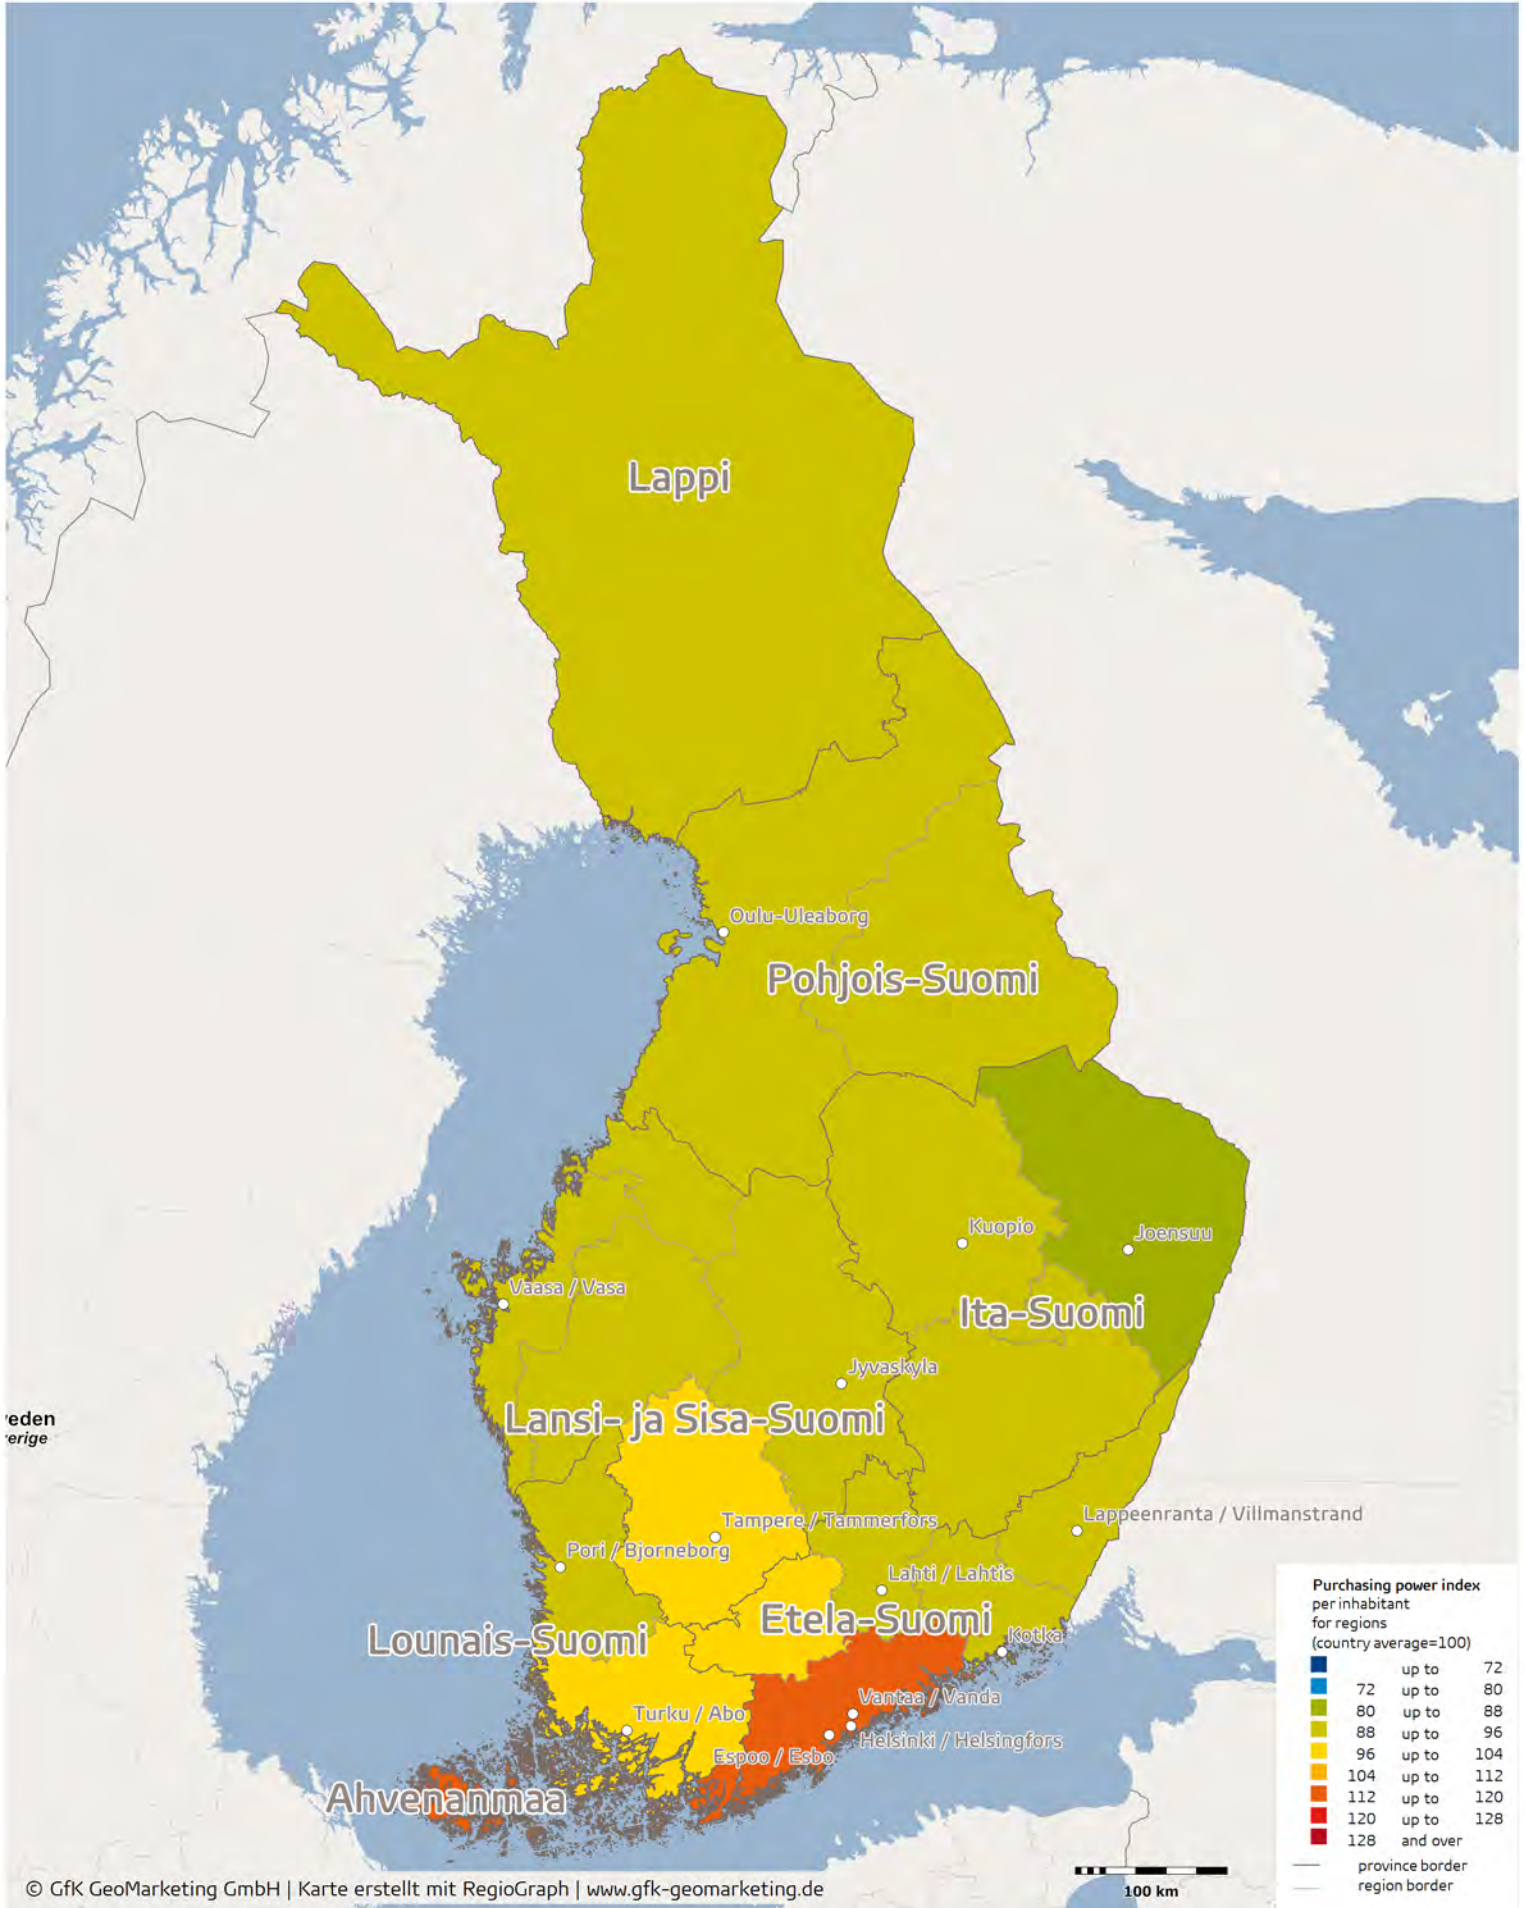 Lappi
Oulu-Uleaborg
Pohjois-Suomi
Kuopio
Joensuu
Vaasa / Vasa
Ita-Suomi
Jyvaskyla
eden
erige
Lansi- ja Sisa-Suomi
Tampere / Tammerfors
Lappeenranta / Villmanstrand
Pori / Bjorneborg
Lahti / Lahtis
Etela-Suomi
Lounais-Suomi
Kotka
Vantaa / Vanda
Turku / Abo
Helsinki / Helsingfors
Espoo / Esbo
Ahvenanmaa
Purchasing power index
per inhabitant
for regions
(country average=100)
up to 72
72 up to 80
80 up to 88
88 up to 96
96 up to 104
104 up to 112
112 up to 120
120 up to 128
128 and over
province border
region border
100 km
© GfK GeoMarketing GmbH | Karte erstellt mit RegioGraph | www.gfk-geomarketing.de